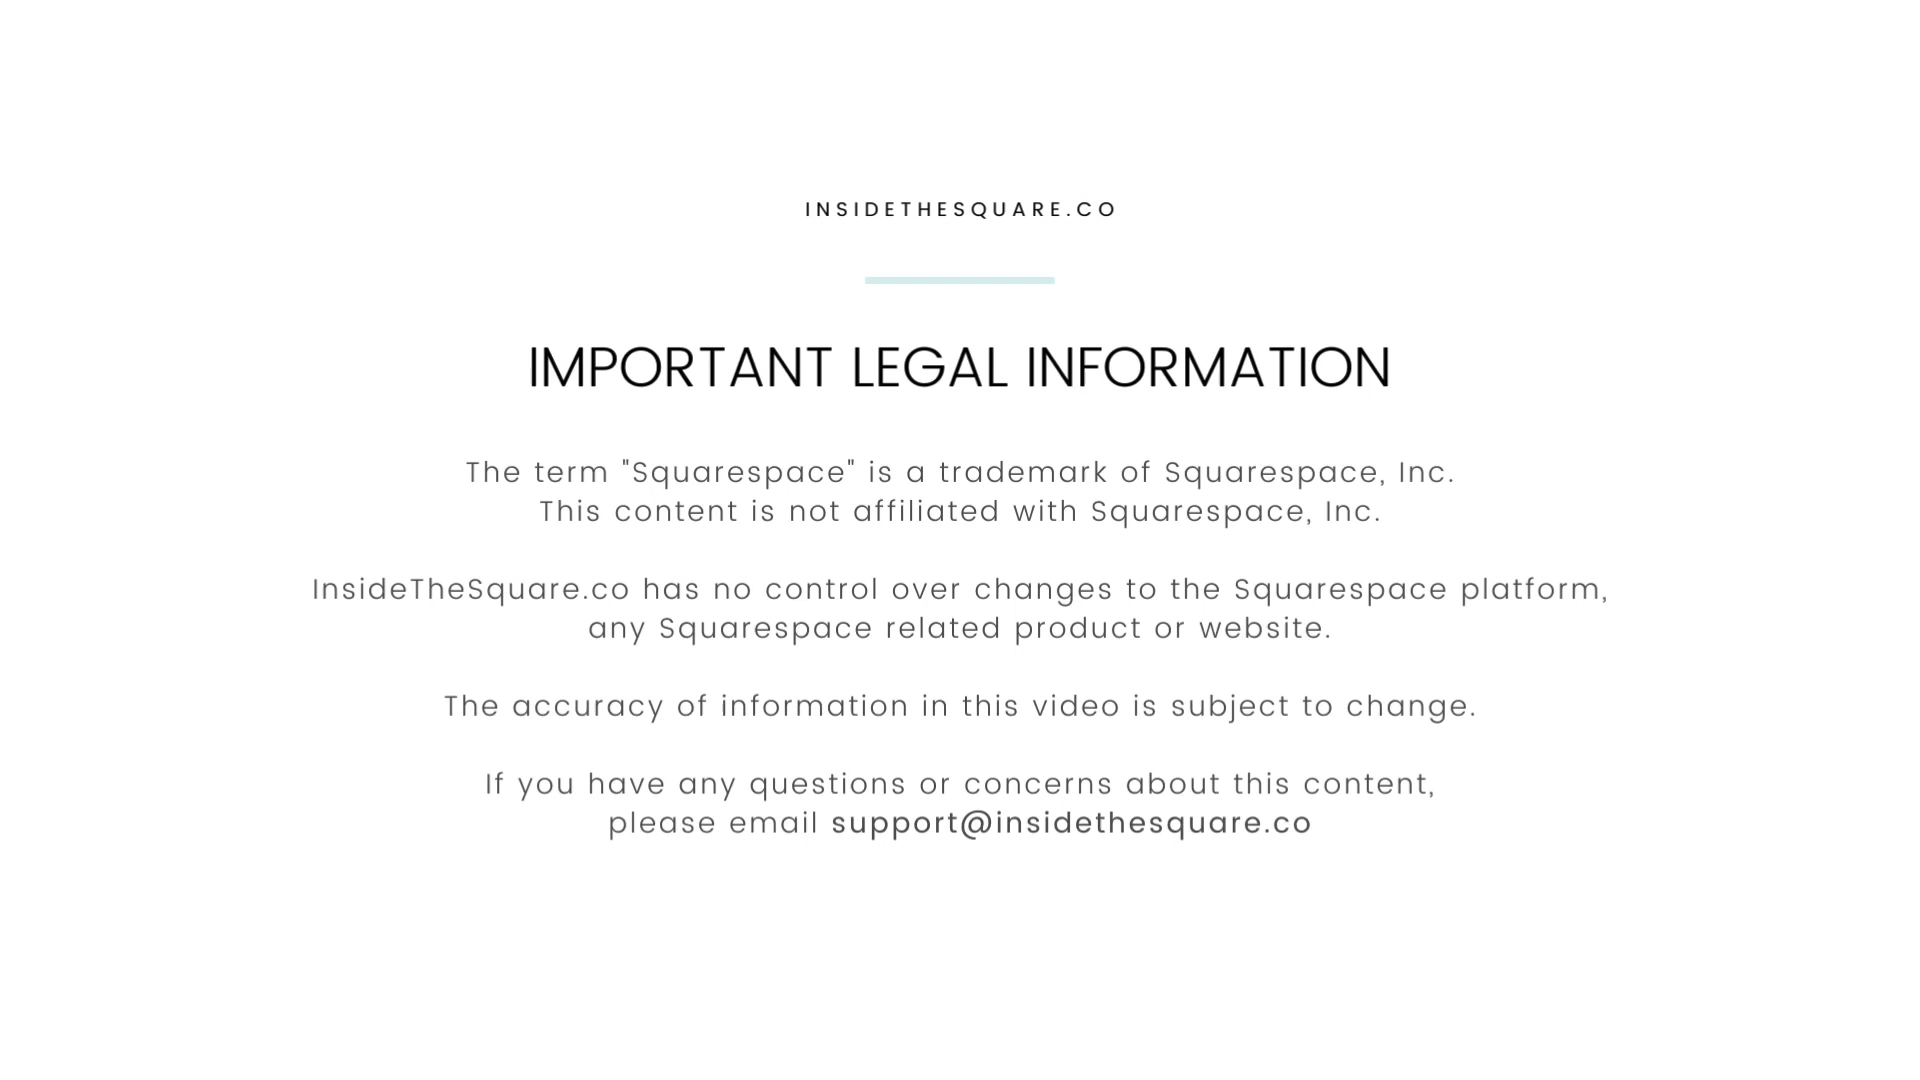 INSIDETHESQUARE.CO
IMPORTANT LEGAL INFORMATION
The term "Squarespace" is a trademark of Squarespace, Inc.
This content is not affiliated with Squarespace, Inc.
InsideTheSquare.co has no control over changes to the Squarespace platform,
any Squarespace related product or website.
The accuracy of information in this video is subject to change.
If you have any questions or concerns about this content,
please email support@insidethesquare.co